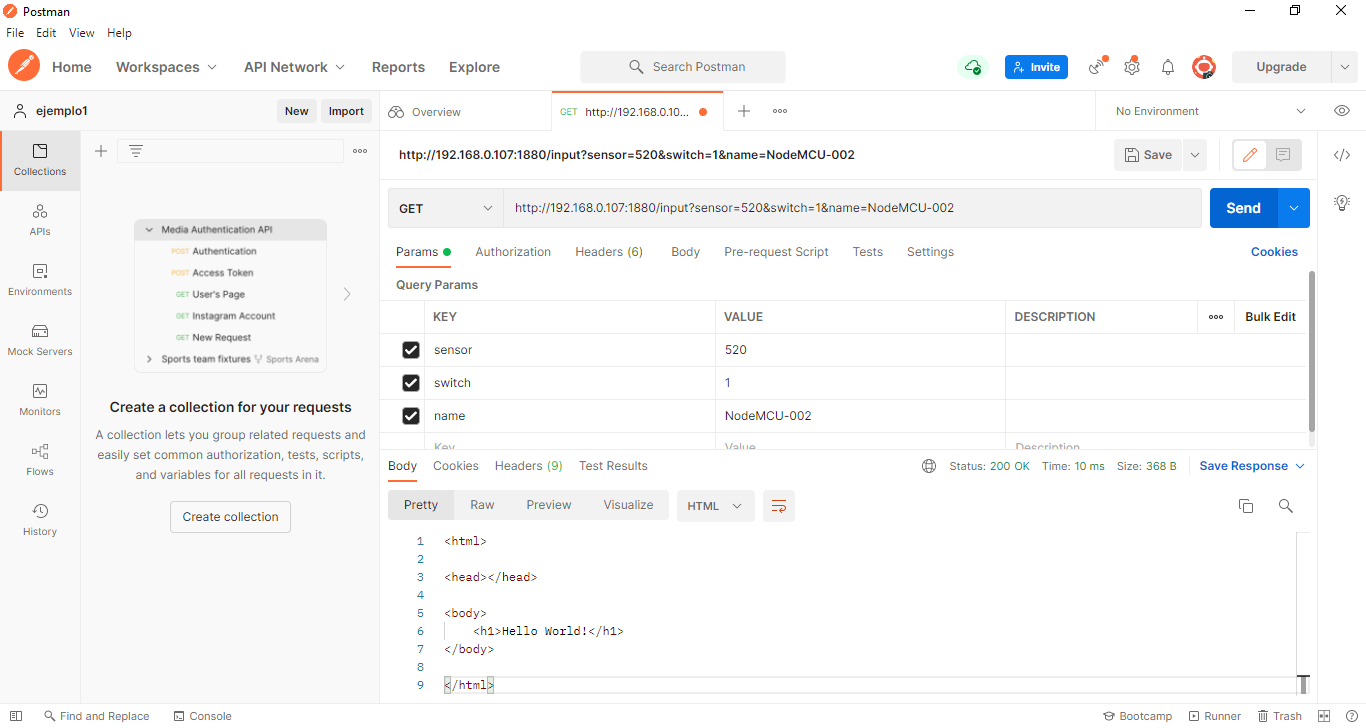 Postman
File Edit View Help
Home Workspaces API Network Reports Explore Search Postman Invite Upgrade
ejemplo1 New Import
Overview GET http://192.168.0.10... No Environment
Collections
APIs
Environments
Mock Servers
Monitors
Flows
History
Media Authentication API
POST Authentication
POST Access Token
GET User's Page
GET Instagram Account
GET New Request
Sports team fixtures Sports Arena
Create a collection for your requests
A collection lets you group related requests and
easily set common authorization, tests, scripts,
and variables for all requests in it.
Create collection
http://192.168.0.107:1880/input?sensor=520&switch=1&name=NodeMCU-002 Save
GET http://192.168.0.107:1880/input?sensor=520&switch=1&name=NodeMCU-002 Send
Params Authorization Headers (6) Body Pre-request Script Tests Settings Cookies
Query Params
KEY VALUE DESCRIPTION Bulk Edit
sensor 520
switch 1
name NodeMCU-002
Key Value Description
Body Cookies Headers (9) Test Results Status: 200 OK Time: 10 ms Size: 368 B Save Response
Pretty Raw Preview Visualize HTML
1 <html>
2
3 <head></head>
4
5 <body>
6 <h1>Hello World!</h1>
7 </body>
8
9 </html>
Find and Replace Console Bootcamp Runner Trash